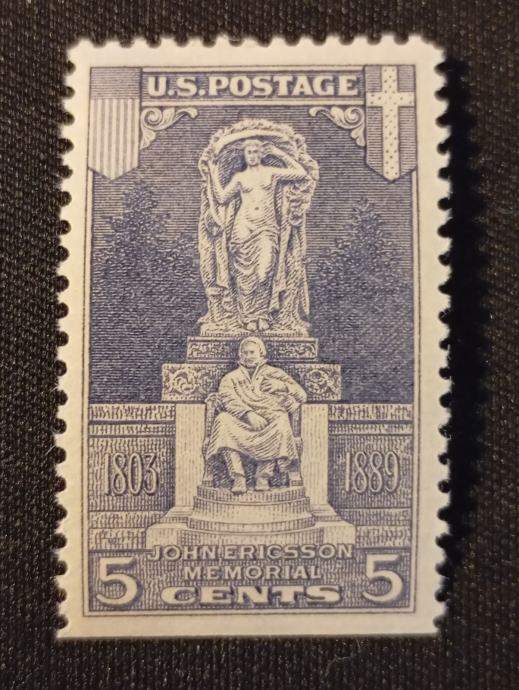 U.S.POSTAGE
1803 1889
JOHN ERICSSON
MEMORIAL
5 CENTS 5